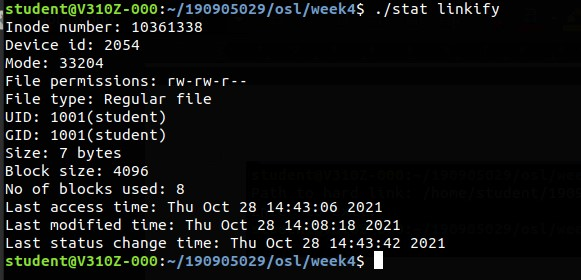 student@V310Z-000:~/190905029/osl/week4$ ./stat linkify
Inode number: 10361338
Device id: 2054
Mode: 33204
File permissions: rw-rw-r--
File type: Regular file
UID: 1001(student)
GID: 1001(student)
Size: 7 bytes
Block size: 4096
No of blocks used: 8
Last access time: Thu Oct 28 14:43:06 2021
Last modified time: Thu Oct 28 14:08:18 2021
Last status change time: Thu Oct 28 14:43:42 2021
student@V310Z-000:~/190905029/osl/week4$